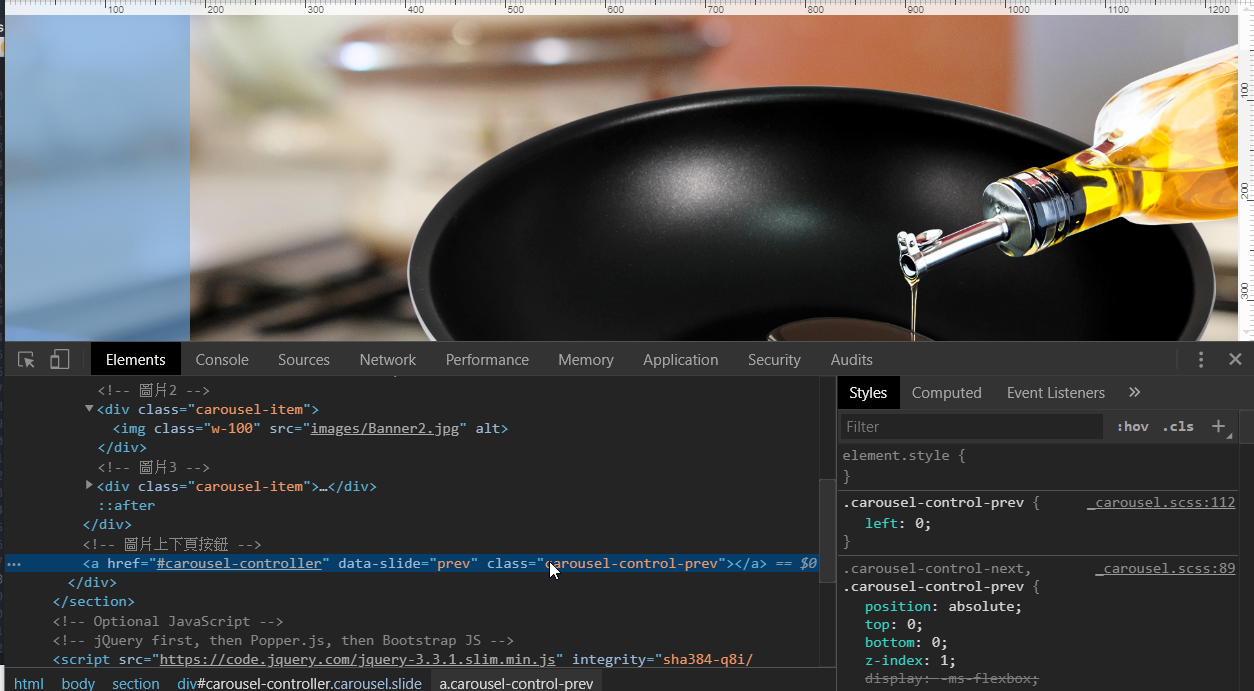 100 200 300 400 500 600 700 800 900 1000 1100 1200
100
200
300
Elements Console Sources Network Performance Memory Application Security Audits
<!-- 圖片2 -->
<div class="carousel-item">
<img class="w-100" src="images/Banner2.jpg" alt>
</div>
<!-- 圖片3 -->
<div class="carousel-item">…</div>
::after
</div>
<!-- 圖片上下頁按鈕 -->
<a href="#carousel-controller" data-slide="prev" class="carousel-control-prev"></a> == $0
</div>
</section>
<!-- Optional JavaScript -->
<!-- jQuery first, then Popper.js, then Bootstrap JS -->
<script src="https://code.jquery.com/jquery-3.3.1.slim.min.js" integrity="sha384-q8i/
html body section div#carousel-controller.carousel.slide a.carousel-control-prev
Styles Computed Event Listeners »
Filter :hov .cls +
element.style {
}
.carousel-control-prev { _carousel.scss:112
left: 0;
}
.carousel-control-next, _carousel.scss:89
.carousel-control-prev {
position: absolute;
top: 0;
bottom: 0;
z-index: 1;
display: -ms-flexbox;